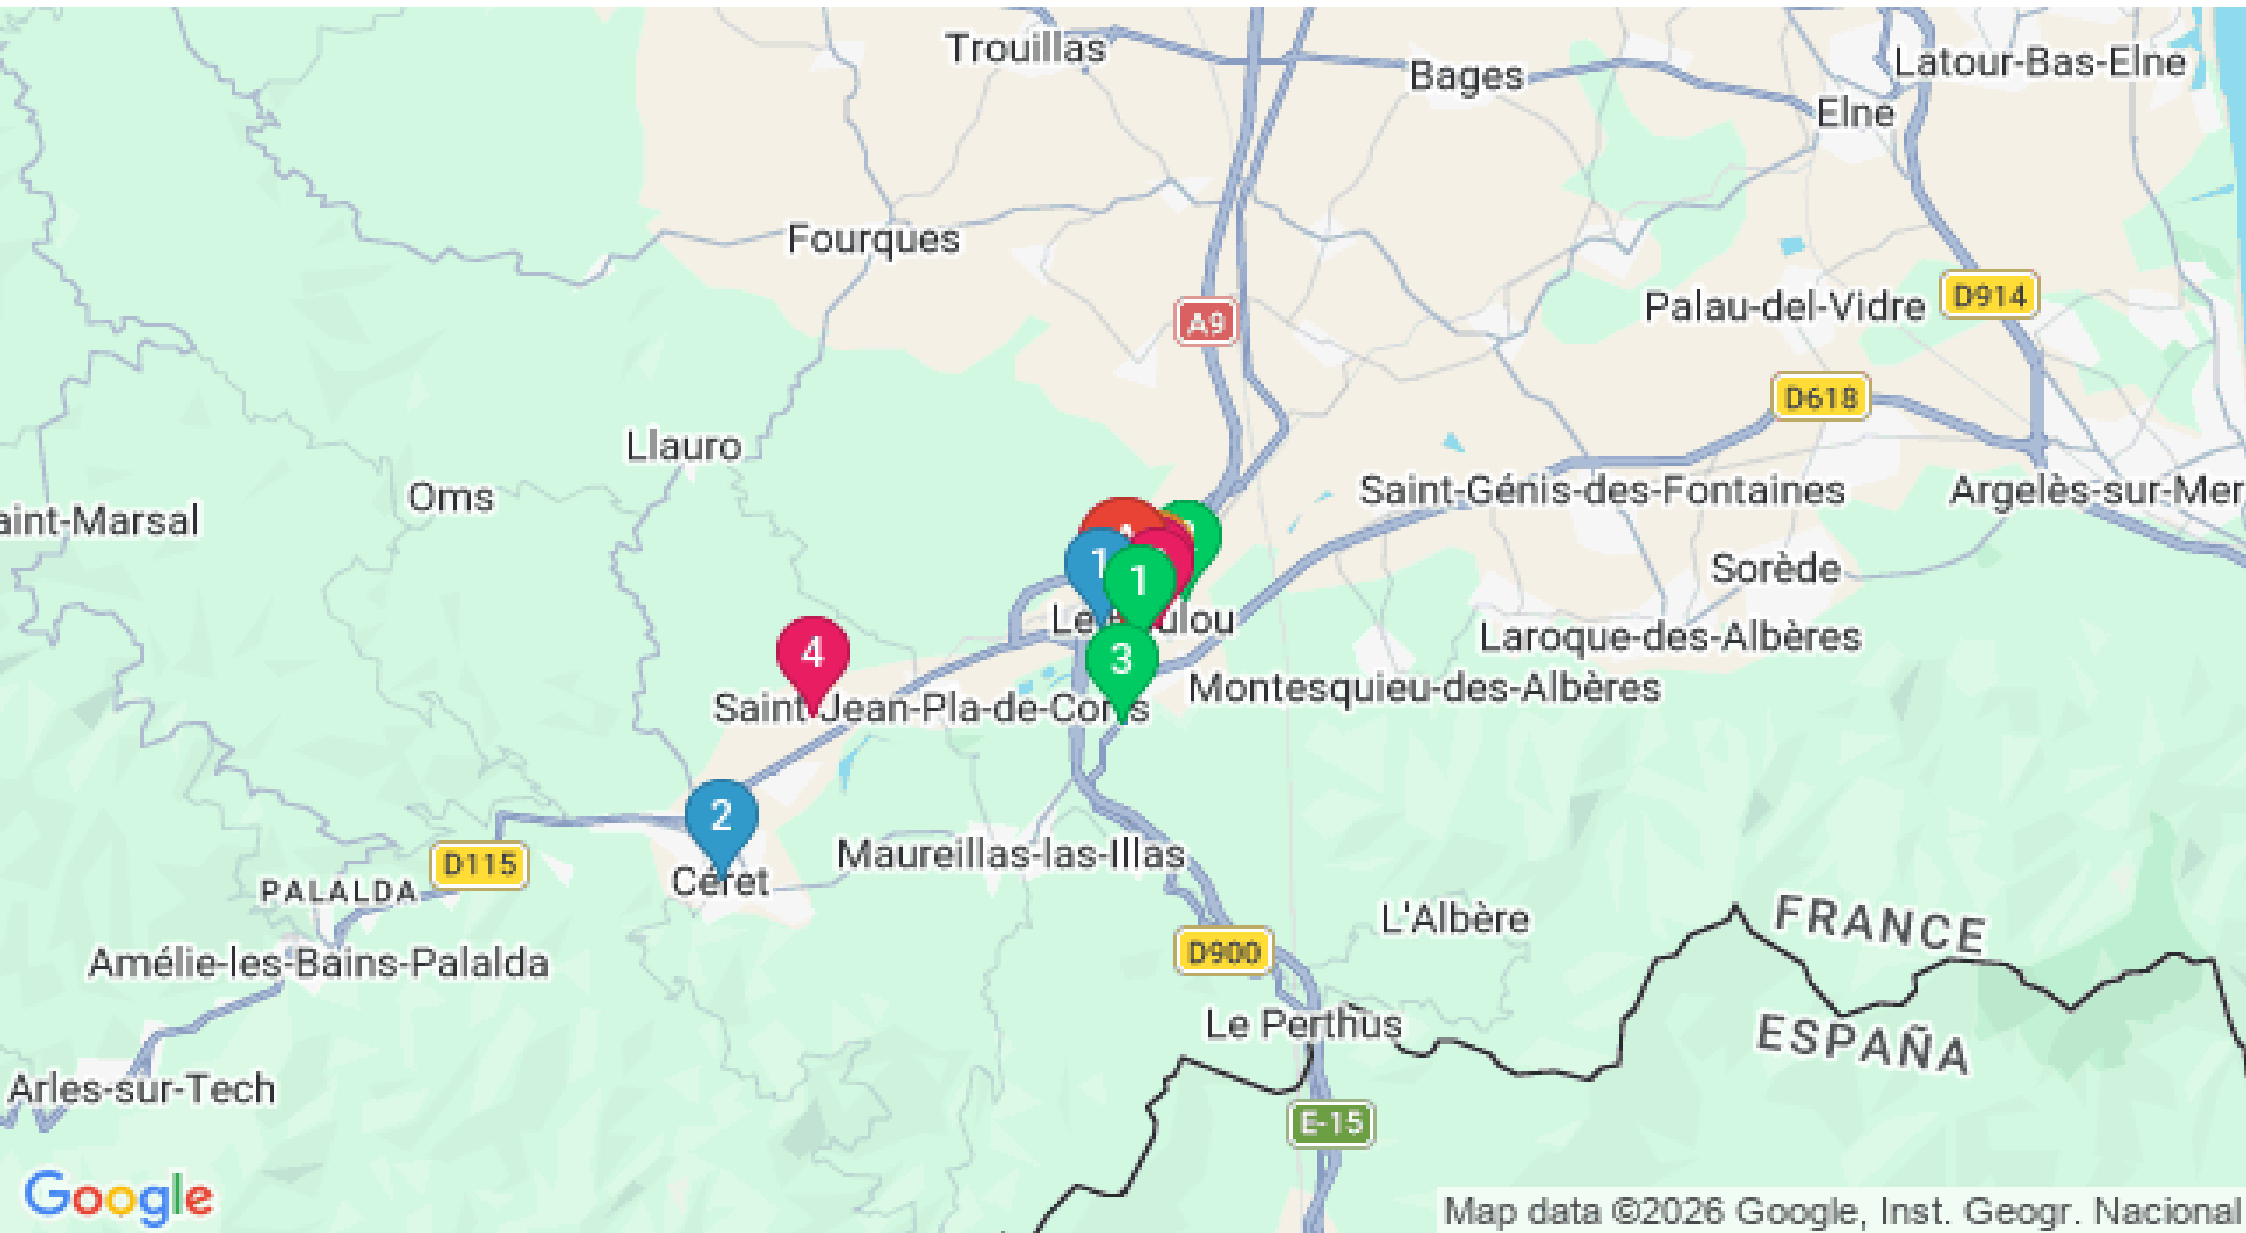 Trouillas
Bages
Latour-Bas-Elne
Elne
Fourques
A9
Palau-del-Vidre
D914
D618
Llauro
Oms
Saint-Génis-des-Fontaines
Argelès-sur-Mer
aint-Marsal
1
1
Sorède
Laroque-des-Albères
4
3
Montesquieu-des-Albères
Saint-Jean-Pla-de-Corts
2
D115
Maureillas-las-Illas
Céret
PALALDA
L'Albère
FRANCE
D900
Amélie-les-Bains-Palalda
Le Perthus
ESPAÑA
Arles-sur-Tech
E-15
Google
Map data ©2026 Google, Inst. Geogr. Nacional